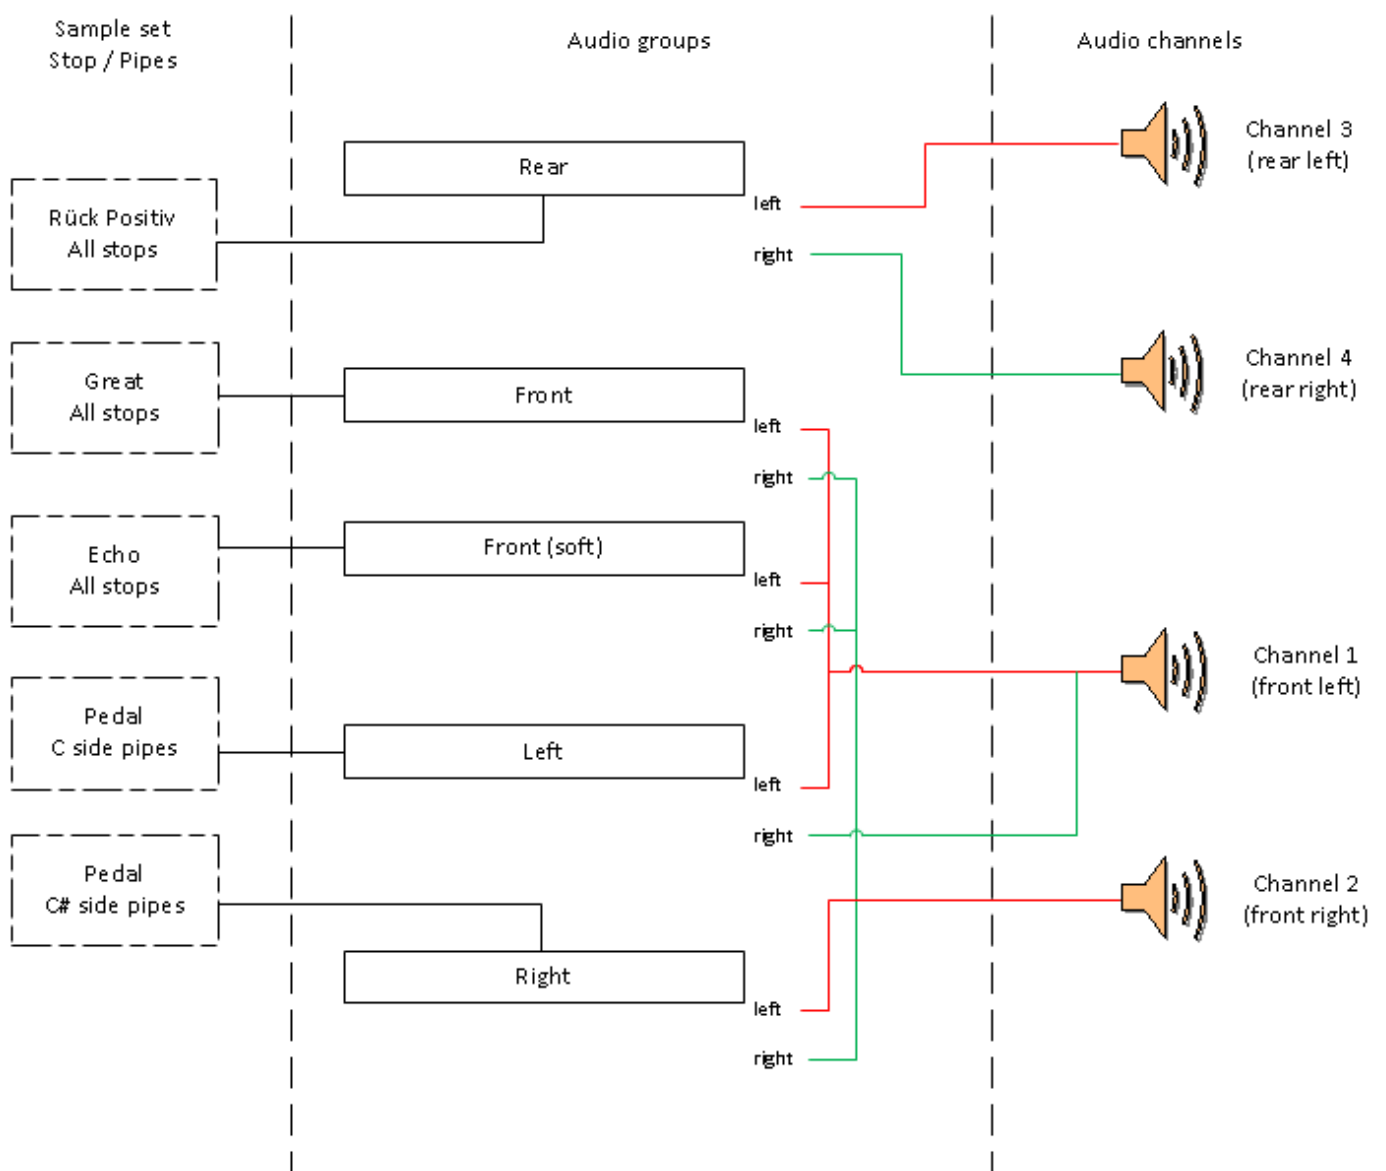 Sample set
Stop / Pipes
Audio groups
Audio channels
Rear
left
right
Channel 3
(rear left)
Rück Positiv
All stops
Channel 4
(rear right)
Great
All stops
Front
left
right
Echo
All stops
Front (soft)
left
right
Channel 1
(front left)
Pedal
C side pipes
Left
left
right
Pedal
C# side pipes
Channel 2
(front right)
Right
left
right